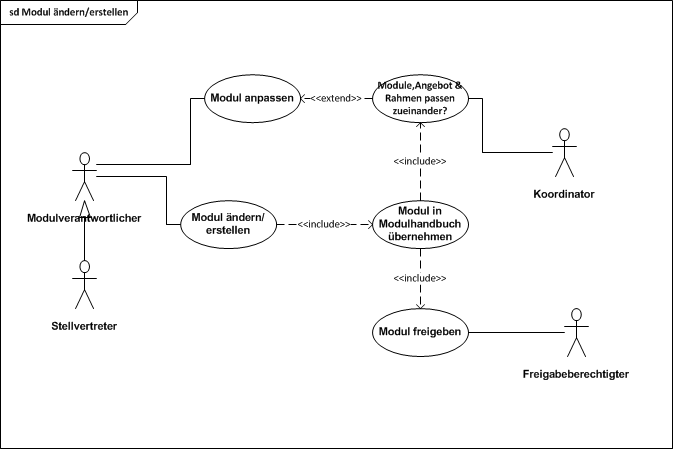 sd Modul ändern/erstellen
Modul anpassen
<<extend>>
Module,Angebot &
Rahmen passen
zueinander?
<<include>>
Koordinator
Modulverantwortlicher
Modul ändern/
erstellen
<<include>>
Modul in
Modulhandbuch
übernehmen
<<include>>
Stellvertreter
Modul freigeben
Freigabeberechtigter